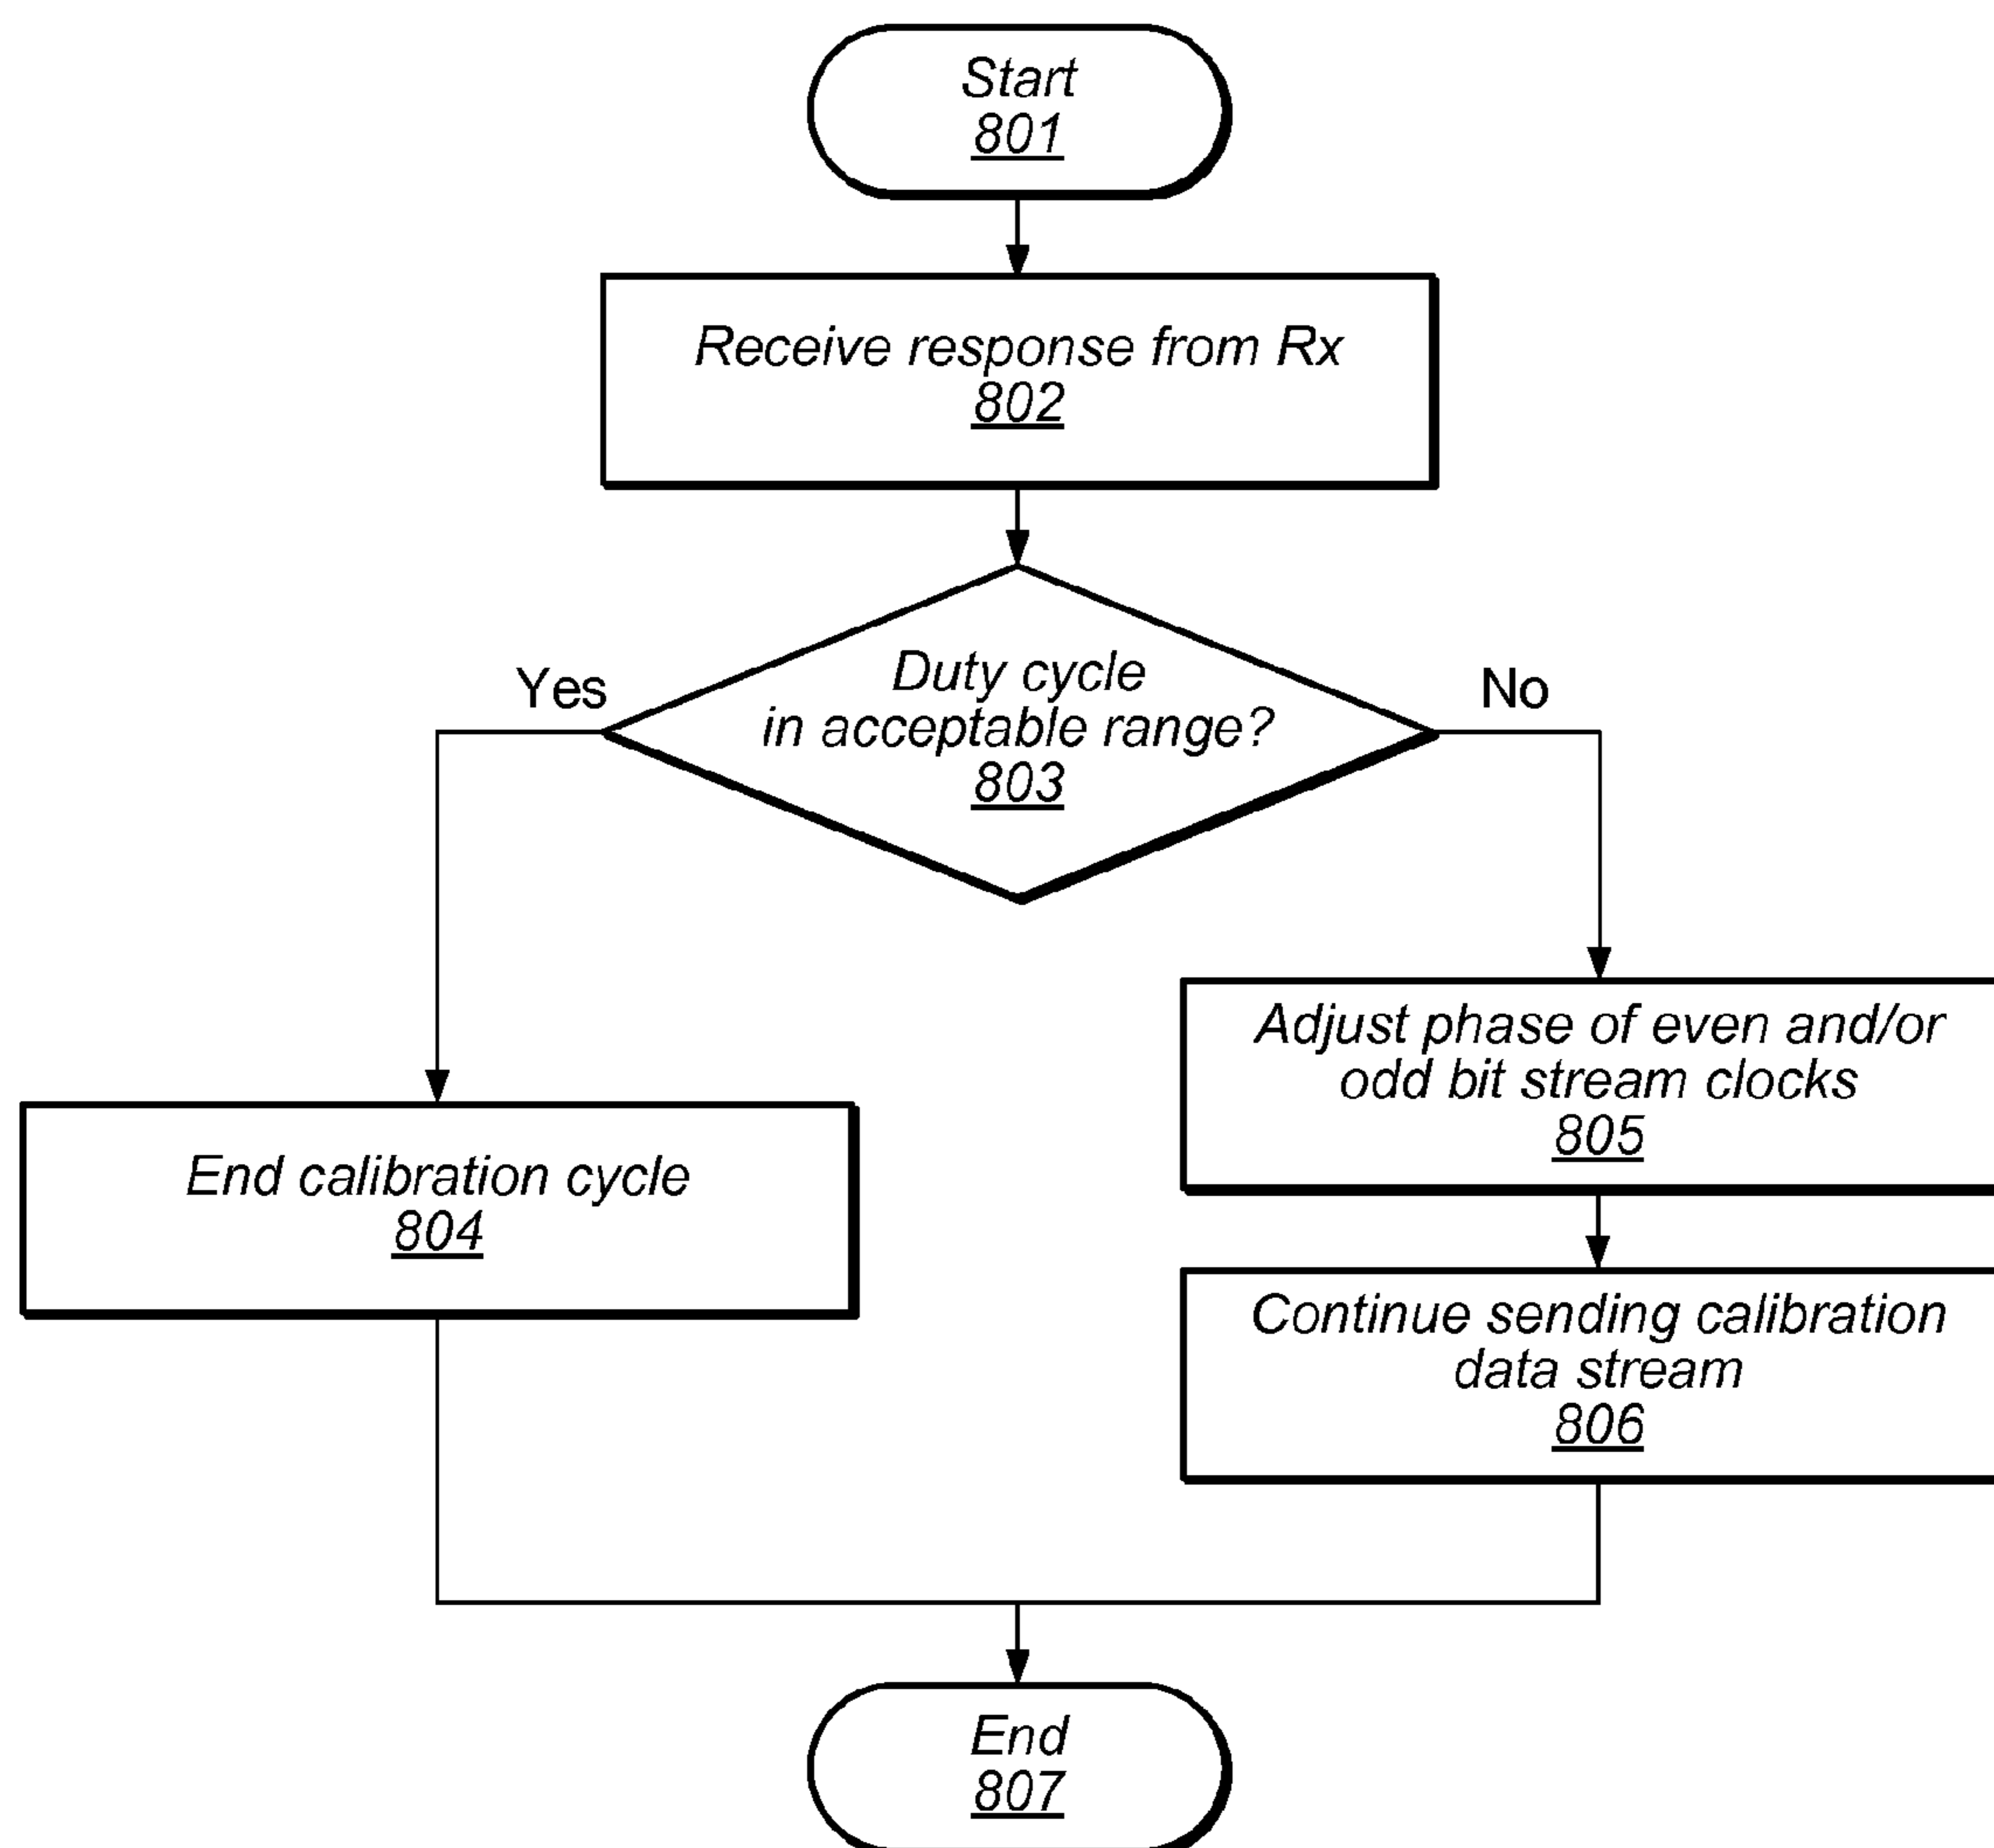 Start
801
Receive response from Rx
802
Duty cycle
in acceptable range?
803
Yes
No
Adjust phase of even and/or
odd bit stream clocks
805
End calibration cycle
804
Continue sending calibration
data stream
806
End
807